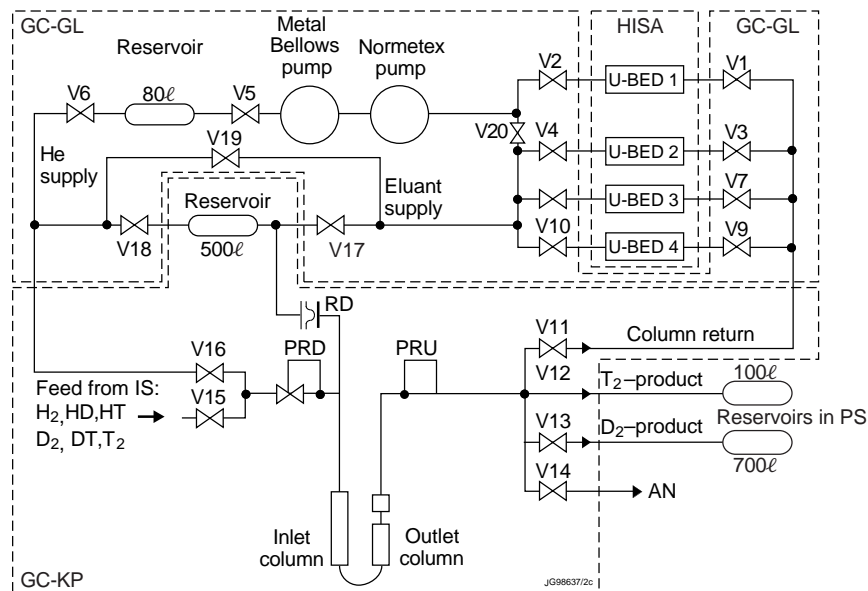 GC-GL
HISA
GC-GL
Reservoir
Metal
Bellows
pump
Normetex
pump
V6
80ℓ
V5
V2
U-BED 1
V1
V19
V20
V4
U-BED 2
V3
He
supply
Eluant
supply
Reservoir
U-BED 3
V7
V18
500ℓ
V17
V10
U-BED 4
V9
RD
V16
PRD
PRU
V11
Column return
V12
T2–product
100ℓ
Feed from IS:
H2,HD,HT
D2, DT,T2
V15
V13
D2–product
Reservoirs in PS
700ℓ
V14
AN
Inlet
column
Outlet
column
GC-KP
JG98637/2c